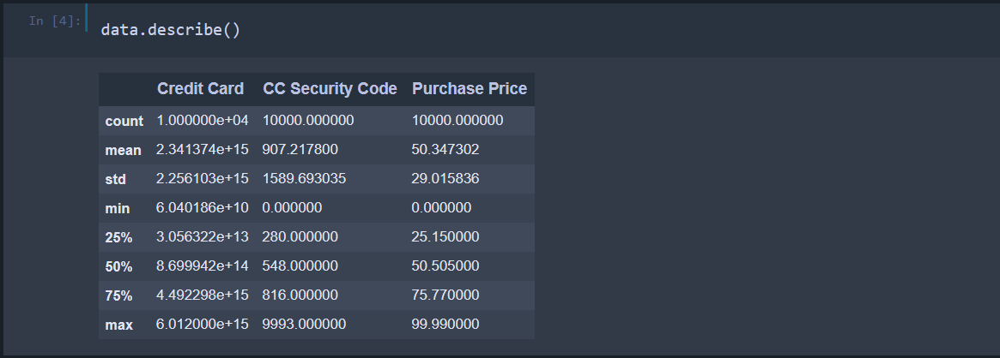 In [4]: data.describe()
Credit Card CC Security Code Purchase Price
count 1.000000e+04 10000.000000 10000.000000
mean 2.341374e+15 907.217800 50.347302
std 2.256103e+15 1589.693035 29.015836
min 6.040186e+10 0.000000 0.000000
25% 3.056322e+13 280.000000 25.150000
50% 8.699942e+14 548.000000 50.505000
75% 4.492298e+15 816.000000 75.770000
max 6.012000e+15 9993.000000 99.990000